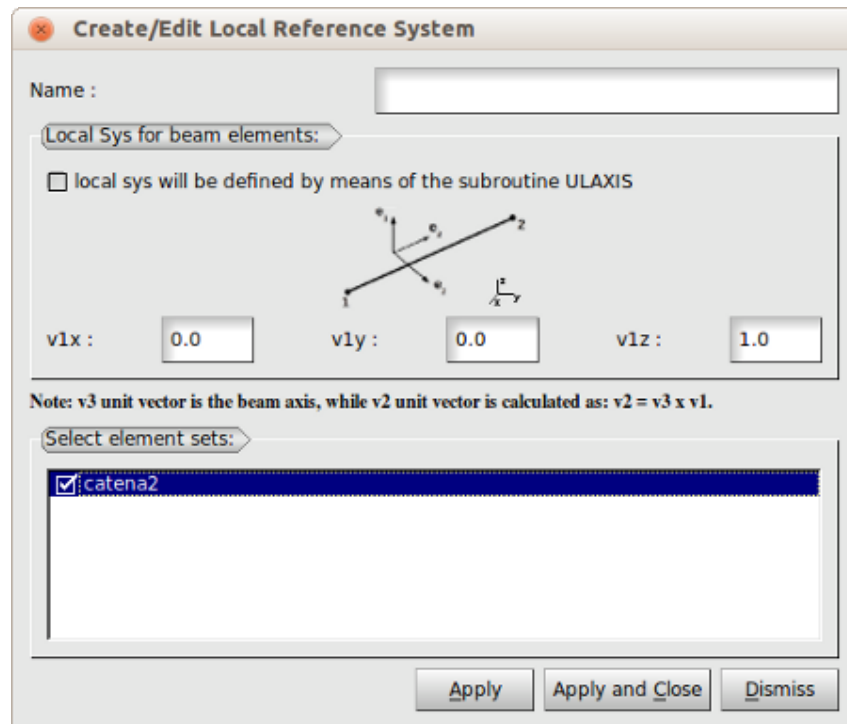 Create/Edit Local Reference System
Name :
Local Sys for beam elements:
local sys will be defined by means of the subroutine ULAXIS
2
1
z
x y
v1x : 0.0 v1y : 0.0 v1z : 1.0
Note: v3 unit vector is the beam axis, while v2 unit vector is calculated as: v2 = v3 x v1.
Select element sets:
catena2
Apply Apply and Close Dismiss